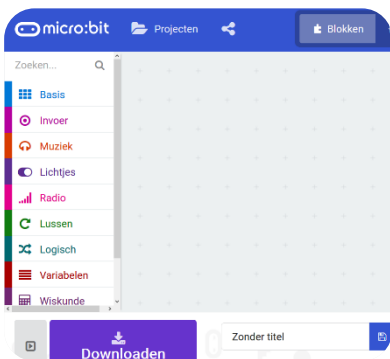 micro:bit Projecten Blokken
Zoeken...
Basis
Invoer
Muziek
Lichtjes
Radio
Lussen
Logisch
Variabelen
Wiskunde
Downloaden
Zonder titel